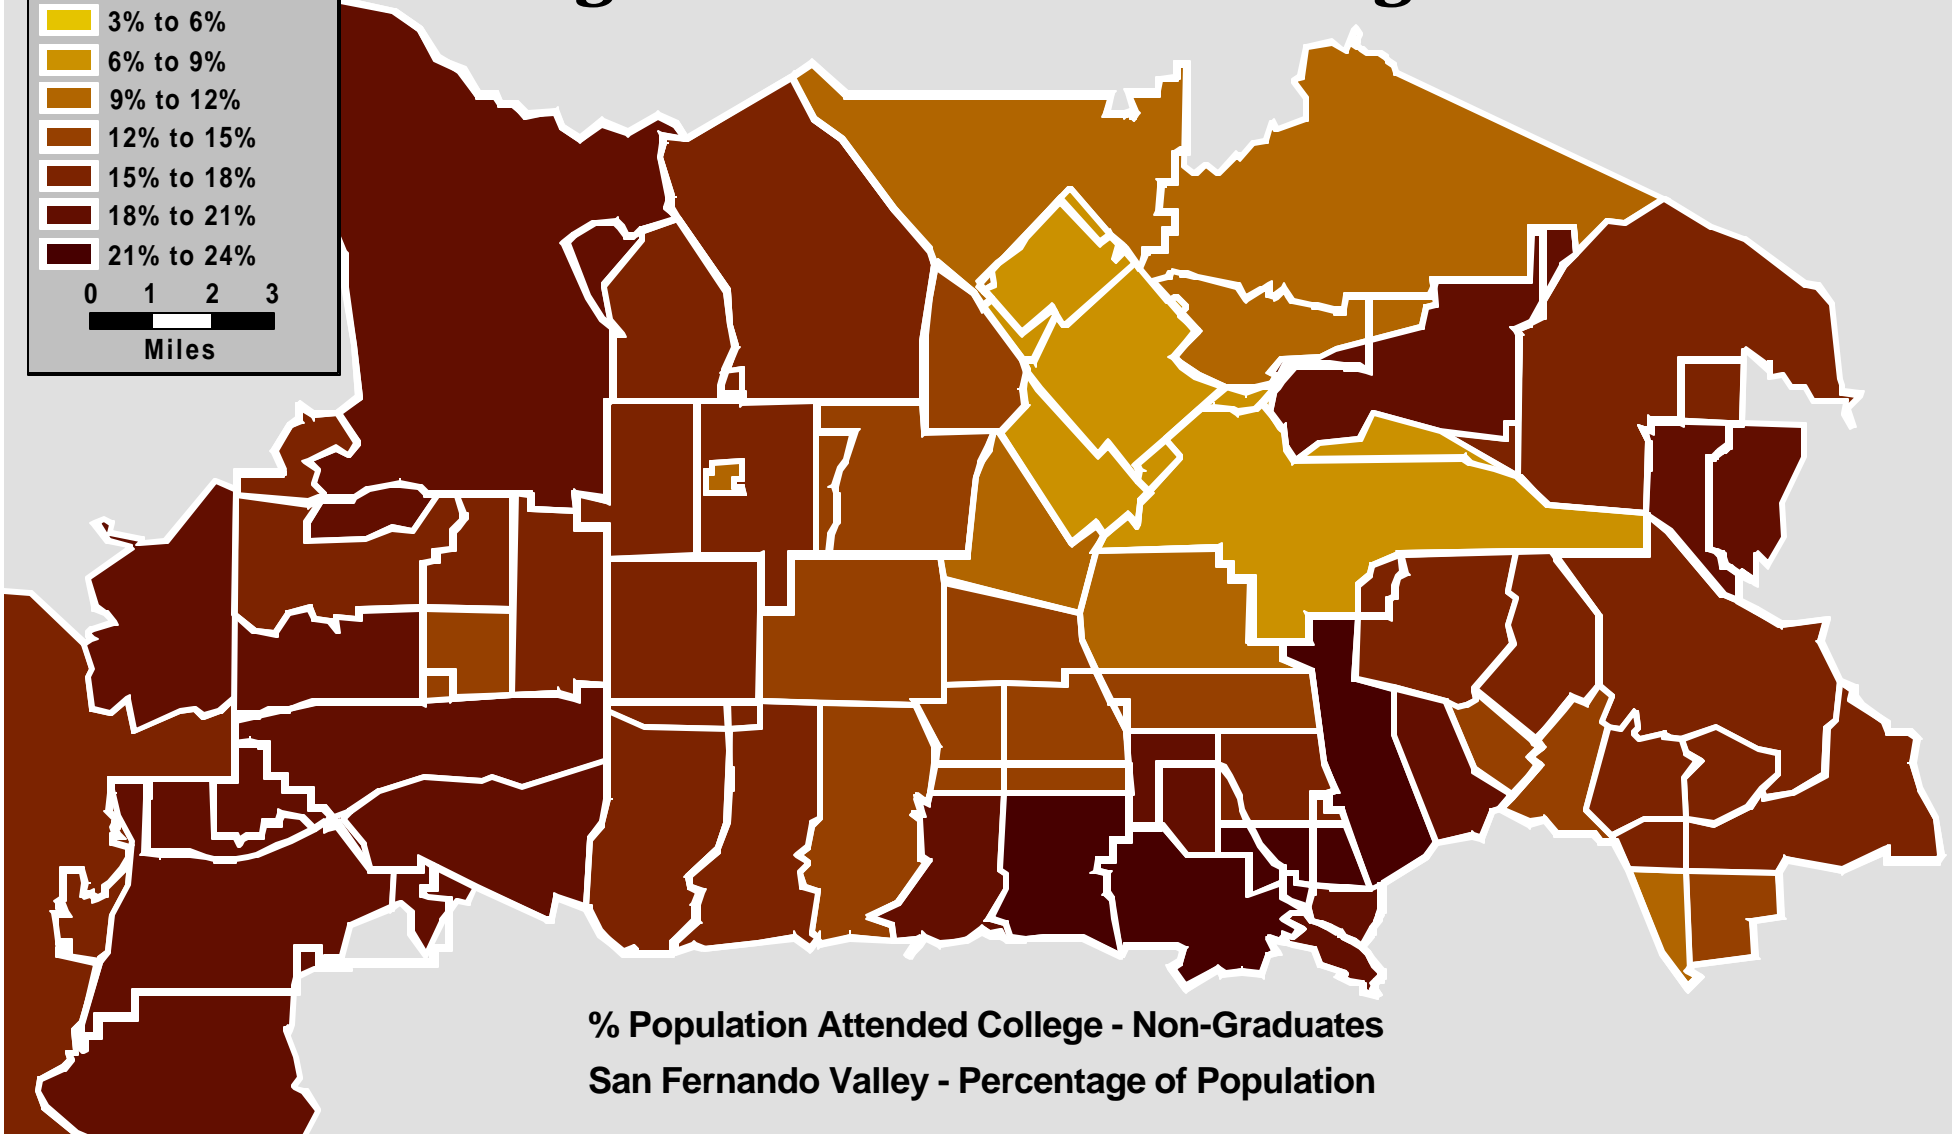 3% to 6%
6% to 9%
9% to 12%
12% to 15%
15% to 18%
18% to 21%
21% to 24%
0 1 2 3
Miles
% Population Attended College - Non-Graduates
San Fernando Valley - Percentage of Population